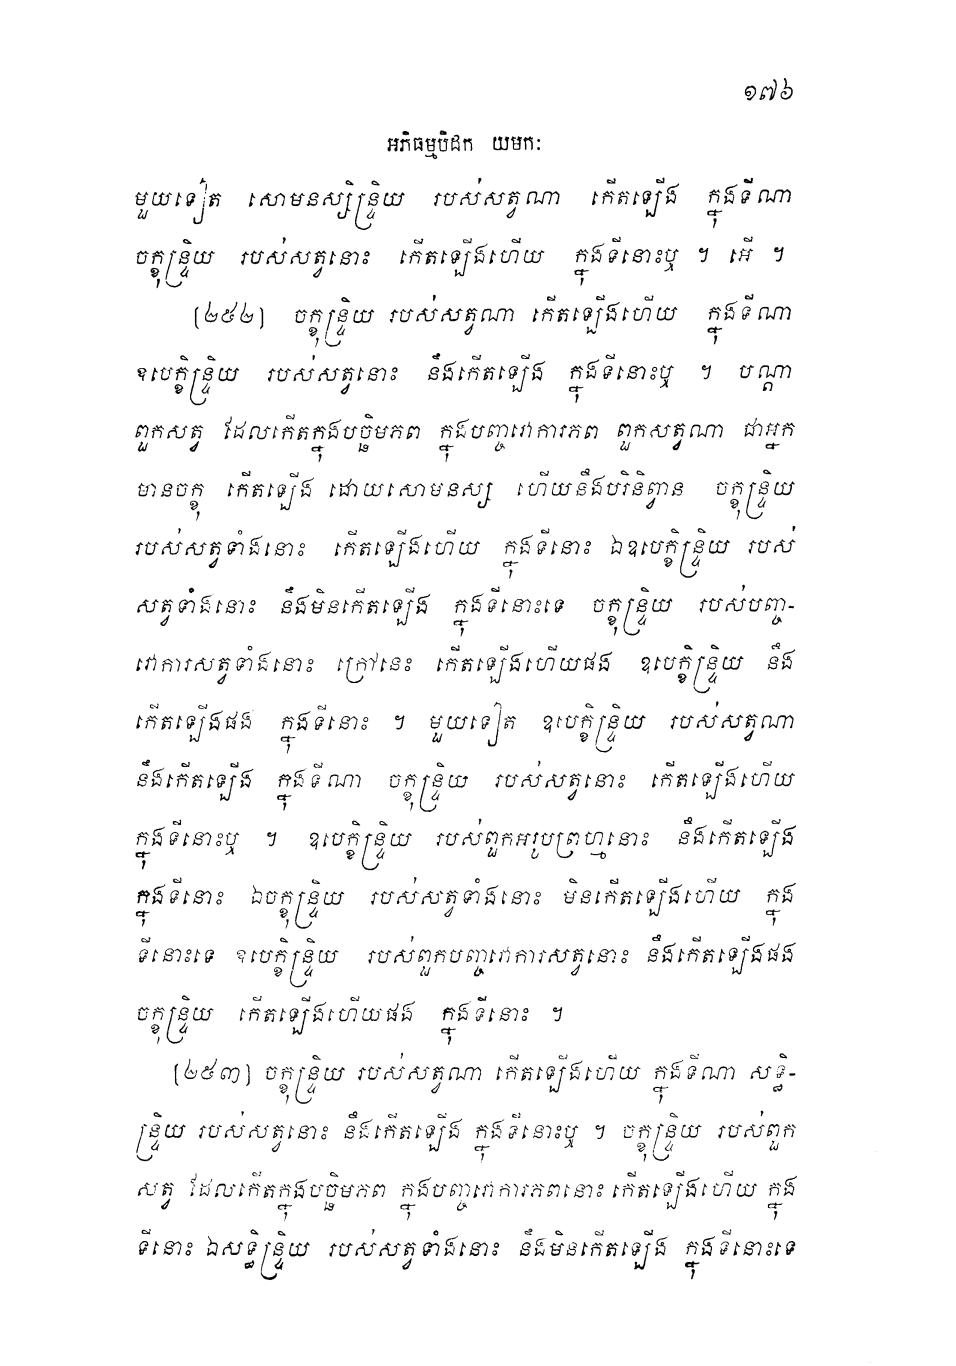 ១៧៦
អភិធម្មបិដក យមកៈ
មួយទៀត សោមនស្សិន្ទ្រិយ របស់សត្វណា កើតឡើង ក្នុងទីណា
ចក្ខុន្ទ្រិយ របស់សត្វនោះ កើតឡើងហើយ ក្នុងទីនោះឬ ។ អើ ។
(២៥២) ចក្ខុន្ទ្រិយ របស់សត្វណា កើតឡើងហើយ ក្នុងទីណា
ឧបេក្ខិន្ទ្រិយ របស់សត្វនោះ នឹងកើតឡើង ក្នុងទីនោះឬ ។ បណ្តា
ពួកសត្វ ដែលកើតក្នុងបច្ឆិមភព ក្នុងបញ្ចវោការភព ពួកសត្វណា ជាអ្នក
មានចក្ខុ កើតឡើង ដោយសោមនស្ស ហើយនឹងបរិនិព្វាន ចក្ខុន្ទ្រិយ
របស់សត្វទាំងនោះ កើតឡើងហើយ ក្នុងទីនោះ ឯឧបេក្ខិន្ទ្រិយ របស់
សត្វទាំងនោះ នឹងមិនកើតឡើង ក្នុងទីនោះទេ ចក្ខុន្ទ្រិយ របស់បញ្ច-
វោការសត្វទាំងនោះ ក្រៅនេះ កើតឡើងហើយផង ឧបេក្ខិន្ទ្រិយ នឹង
កើតឡើងផង ក្នុងទីនោះ ។ មួយទៀត ឧបេក្ខិន្ទ្រិយ របស់សត្វណា
នឹងកើតឡើង ក្នុងទីណា ចក្ខុន្ទ្រិយ របស់សត្វនោះ កើតឡើងហើយ
ក្នុងទីនោះឬ ។ ឧបេក្ខិន្ទ្រិយ របស់ពួកអរូបព្រហ្មនោះ នឹងកើតឡើង
ក្នុងទីនោះ ឯចក្ខុន្ទ្រិយ របស់សត្វទាំងនោះ មិនកើតឡើងហើយ ក្នុង
ទីនោះទេ ឧបេក្ខិន្ទ្រិយ របស់ពួកបញ្ចវោការសត្វនោះ នឹងកើតឡើងផង
ចក្ខុន្ទ្រិយ កើតឡើងហើយផង ក្នុងទីនោះ ។
(២៥៣) ចក្ខុន្ទ្រិយ របស់សត្វណា កើតឡើងហើយ ក្នុងទីណា សទ្ធិ-
ន្ទ្រិយ របស់សត្វនោះ នឹងកើតឡើង ក្នុងទីនោះឬ ។ ចក្ខុន្ទ្រិយ របស់ពួក
សត្វ ដែលកើតក្នុងបច្ឆិមភព ក្នុងបញ្ចវោការភពនោះ កើតឡើងហើយ ក្នុង
ទីនោះ ឯសទ្ធិន្ទ្រិយ របស់សត្វទាំងនោះ នឹងមិនកើតឡើង ក្នុងទីនោះទេ